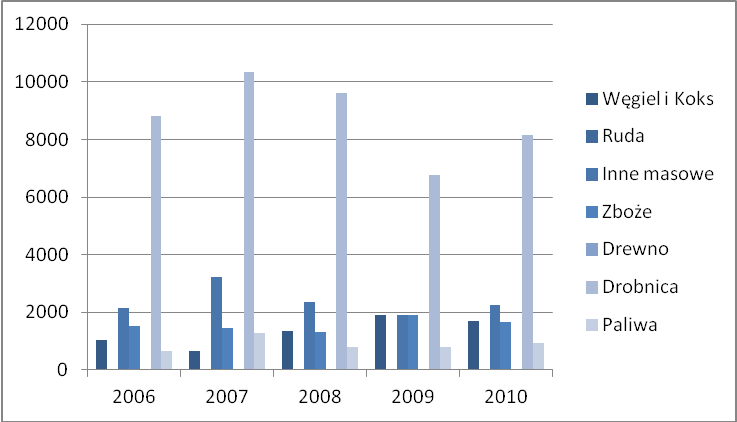 12000
10000
8000
6000
4000
2000
0
2006 2007 2008 2009 2010
Węgiel i Koks
Ruda
Inne masowe
Zboże
Drewno
Drobnica
Paliwa